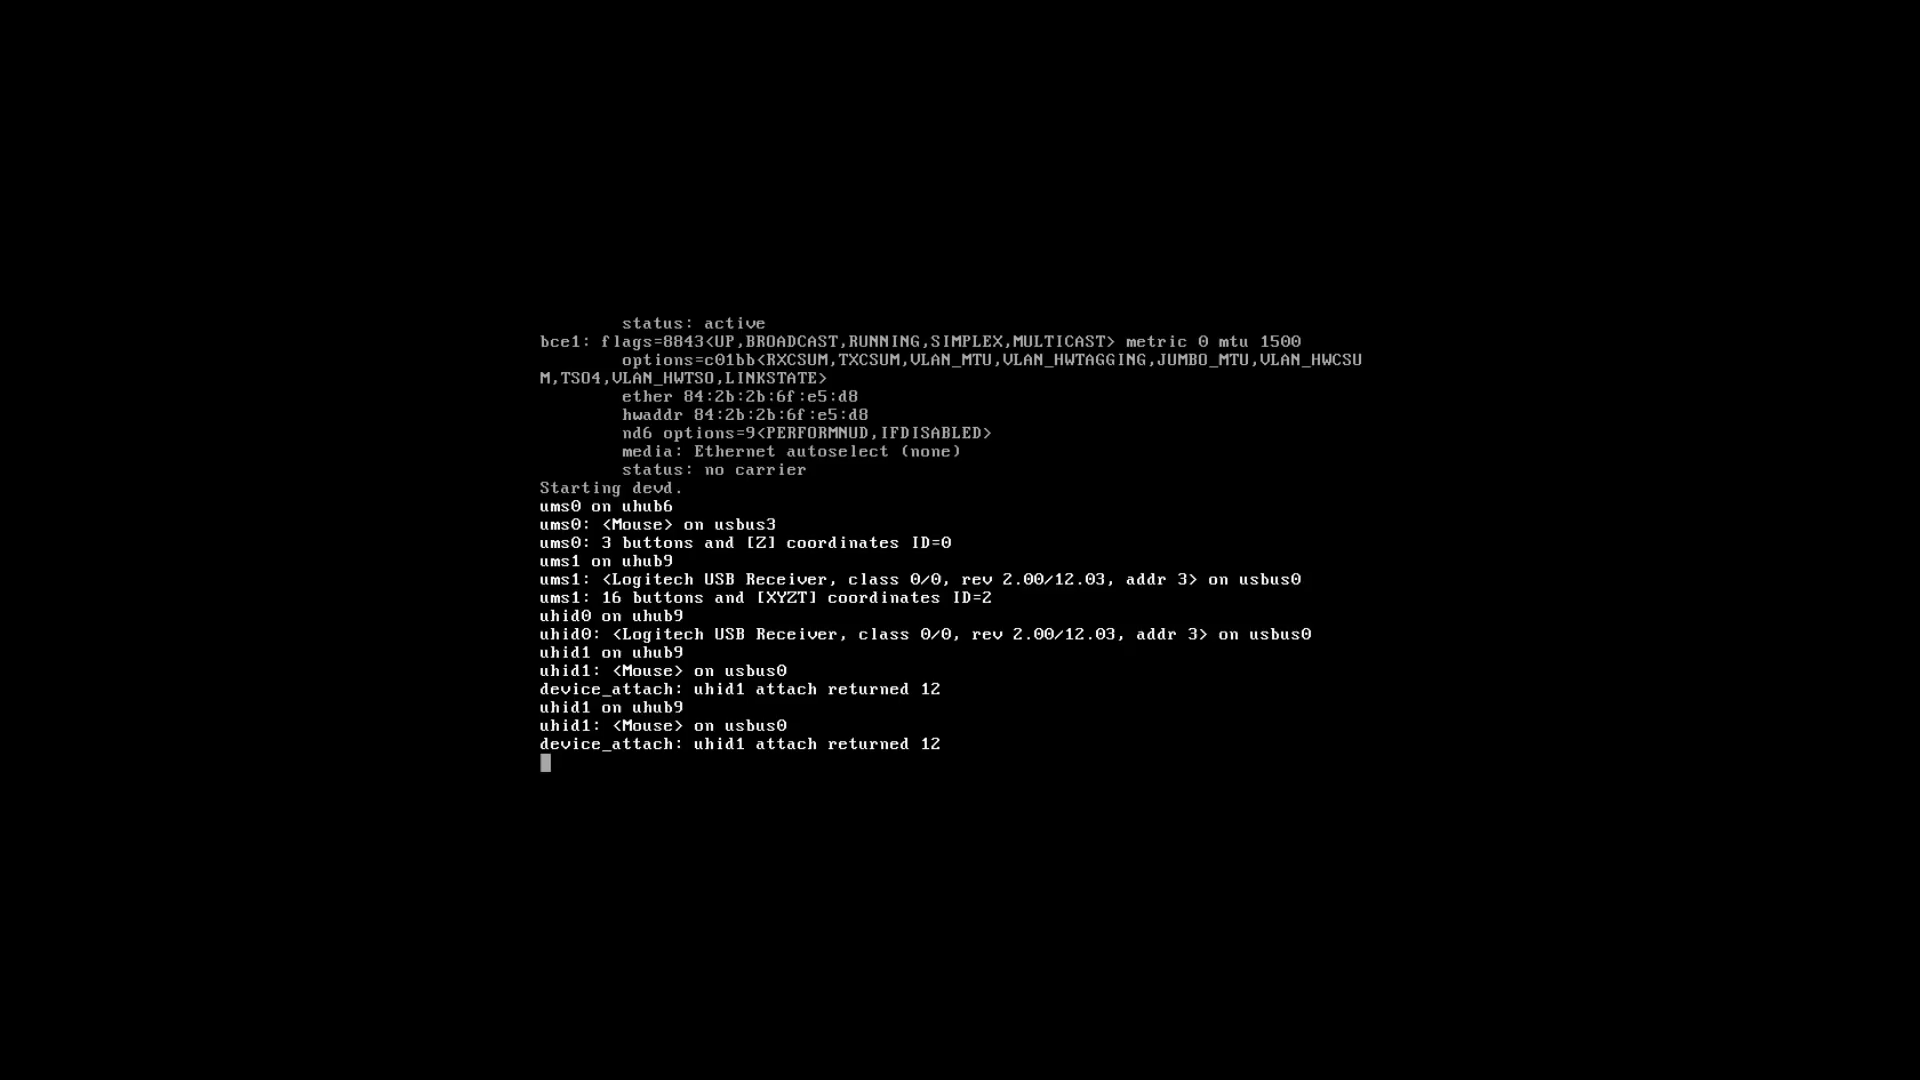 status: active
bce1: flags=8843<UP,BROADCAST,RUNNING,SIMPLEX,MULTICAST> metric 0 mtu 1500
options=c01bb<RXCSUM,TXCSUM,VLAN_MTU,VLAN_HWTAGGING,JUMBO_MTU,VLAN_HWCSU
M,TSO4,VLAN_HWTSO,LINKSTATE>
ether 84:2b:2b:6f:e5:d8
hwaddr 84:2b:2b:6f:e5:d8
nd6 options=9<PERFORMNUD,IFDISABLED>
media: Ethernet autoselect (none)
status: no carrier
Starting devd.
ums0 on uhub6
ums0: <Mouse> on usbus3
ums0: 3 buttons and [Z] coordinates ID=0
ums1 on uhub9
ums1: <Logitech USB Receiver, class 0/0, rev 2.00/12.03, addr 3> on usbus0
ums1: 16 buttons and [XYZT] coordinates ID=2
uhid0 on uhub9
uhid0: <Logitech USB Receiver, class 0/0, rev 2.00/12.03, addr 3> on usbus0
uhid1 on uhub9
uhid1: <Mouse> on usbus0
device_attach: uhid1 attach returned 12
uhid1 on uhub9
uhid1: <Mouse> on usbus0
device_attach: uhid1 attach returned 12